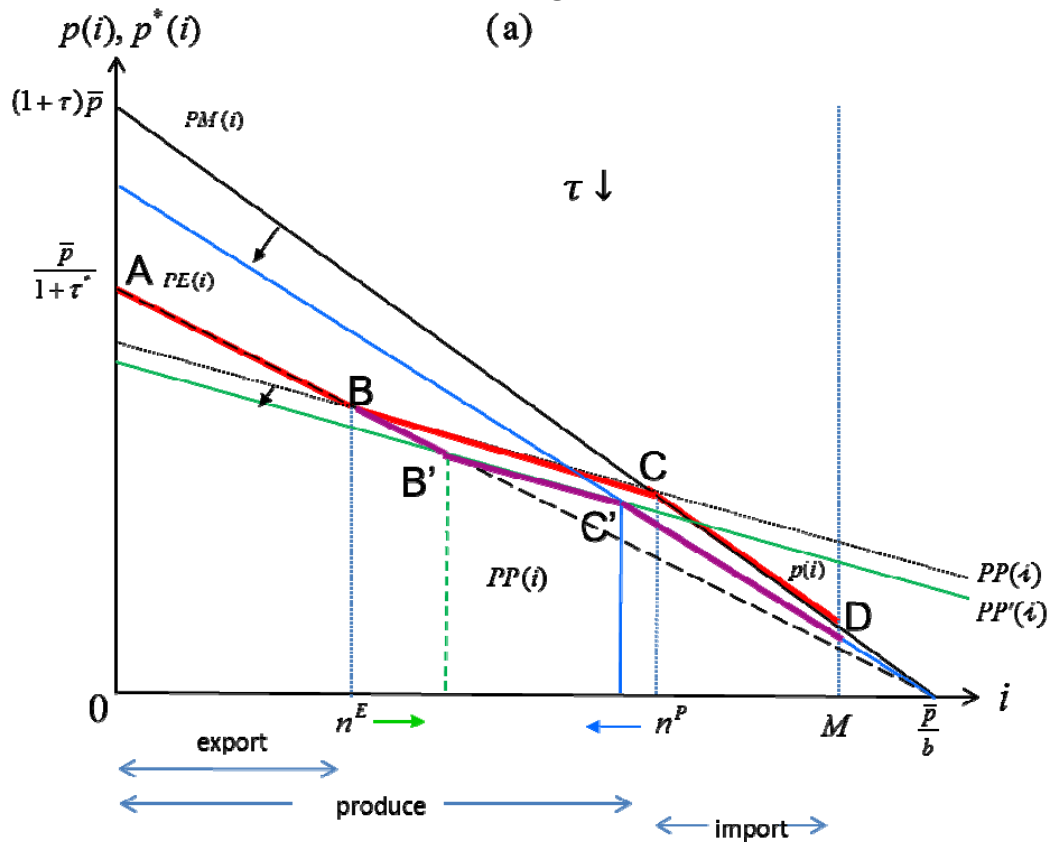 (a)
p(i), p*(i)
(1+τ)p̄
PM(i)
τ ↓
p̄
1+τ*
A
PE(i)
B
C
B'
C'
PP(i)
p(i)
D
PP(i)
PP'(i)
0
n^E
n^P
M
p̄
b
i
export
produce
import